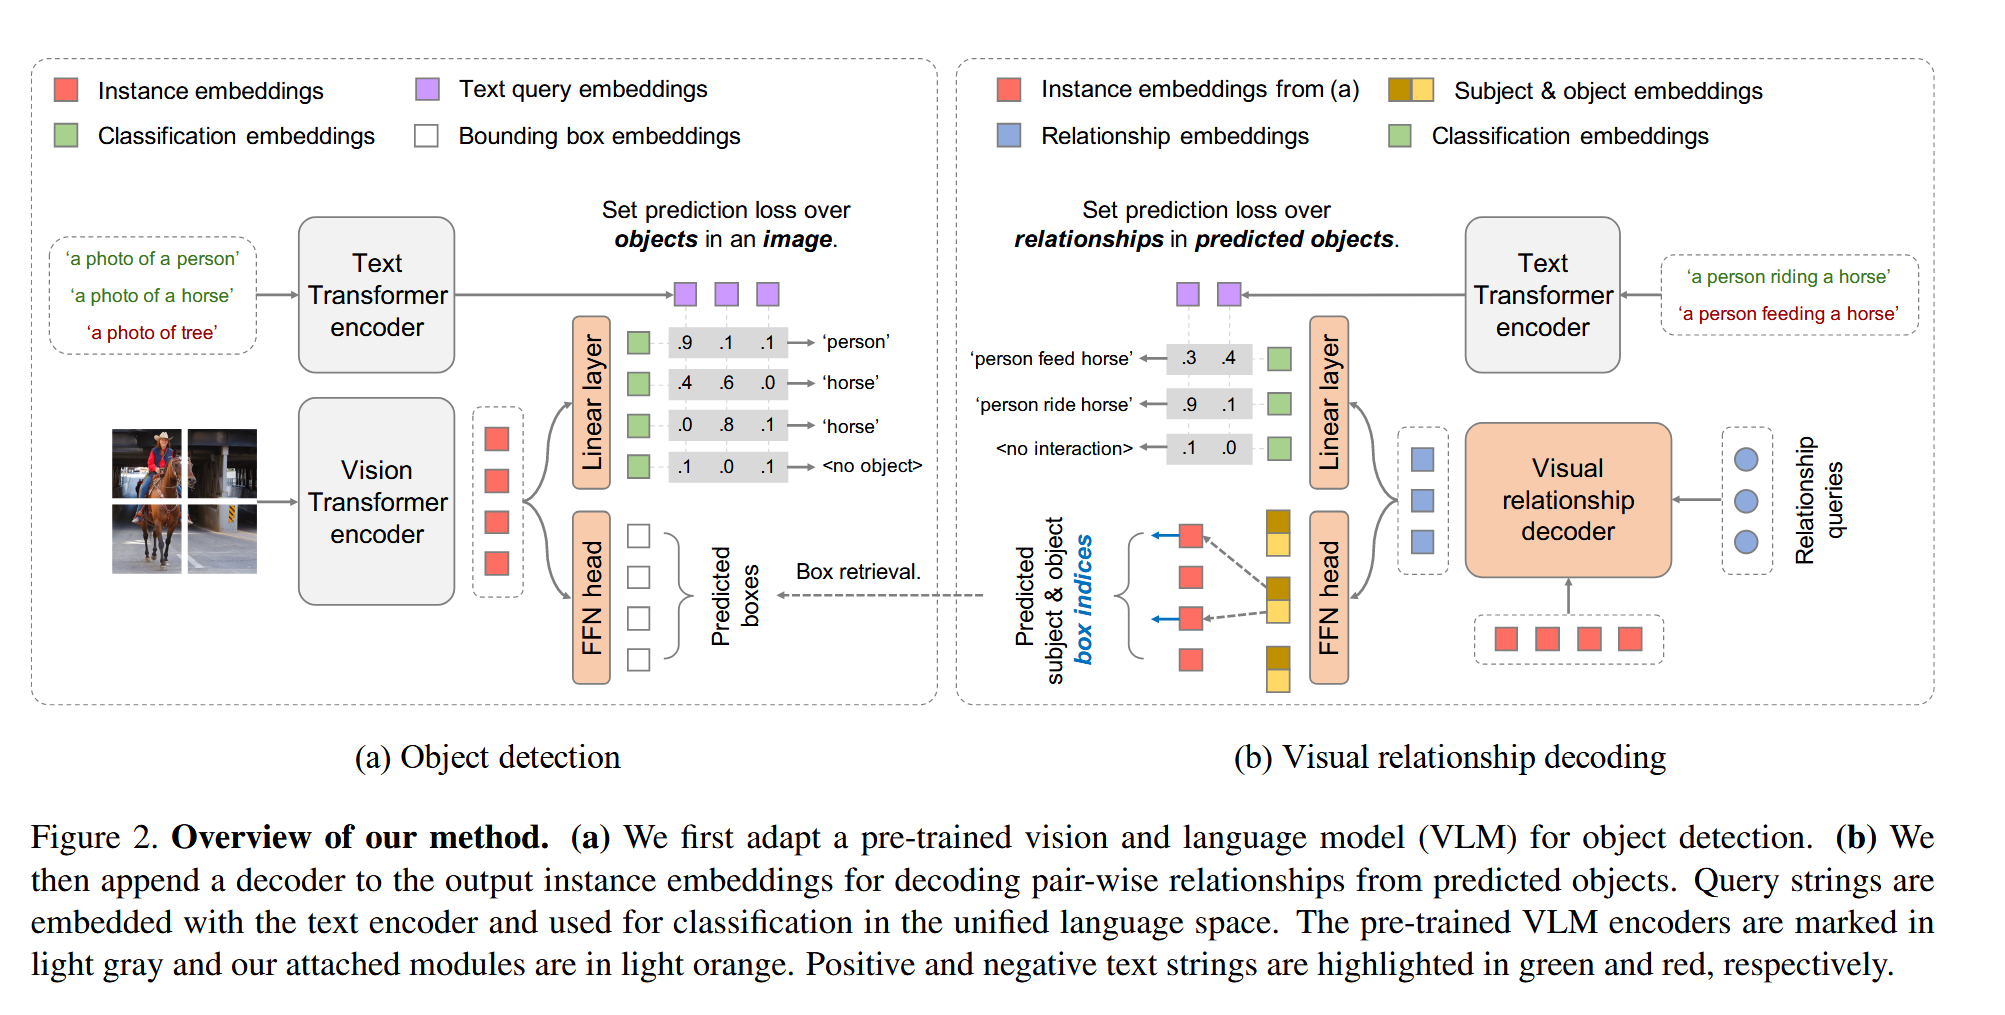 Instance embeddings
Text query embeddings
Classification embeddings
Bounding box embeddings
Set prediction loss over
objects in an image.
‘a photo of a person’
‘a photo of a horse’
‘a photo of tree’
Text
Transformer
encoder
Vision
Transformer
encoder
Linear layer
.9 .1 .1 ‘person’
.4 .6 .0 ‘horse’
.0 .8 .1 ‘horse’
.1 .0 .1 <no object>
FFN head
Predicted
boxes
Box retrieval.
(a) Object detection
Instance embeddings from (a)
Subject & object embeddings
Relationship embeddings
Classification embeddings
Set prediction loss over
relationships in predicted objects.
Text
Transformer
encoder
‘a person riding a horse’
‘a person feeding a horse’
‘person feed horse’ .3 .4
‘person ride horse’ .9 .1
<no interaction> .1 .0
Linear layer
Visual
relationship
decoder
Relationship
queries
Predicted
subject & object
box indices
FFN head
(b) Visual relationship decoding
Figure 2. Overview of our method. (a) We first adapt a pre-trained vision and language model (VLM) for object detection. (b) We
then append a decoder to the output instance embeddings for decoding pair-wise relationships from predicted objects. Query strings are
embedded with the text encoder and used for classification in the unified language space. The pre-trained VLM encoders are marked in
light gray and our attached modules are in light orange. Positive and negative text strings are highlighted in green and red, respectively.